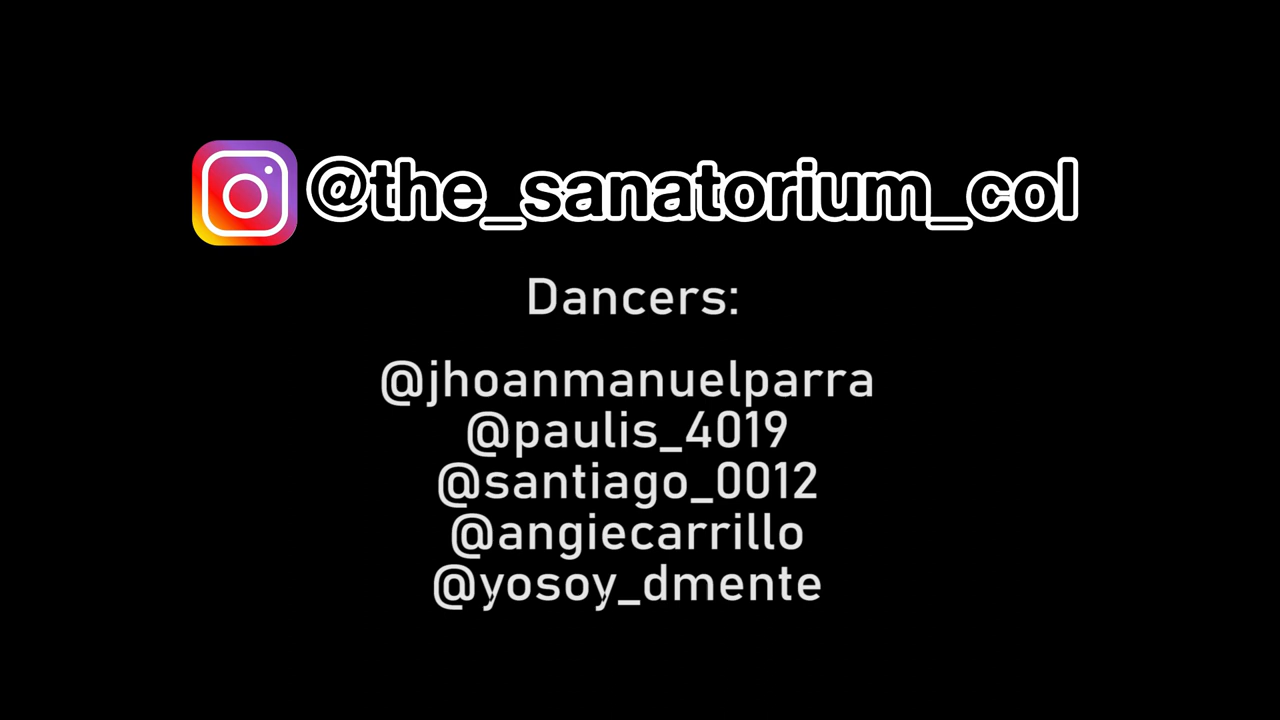 @the_sanatorium_col
Dancers:
@jhoanmanuelparra
@paulis_4019
@santiago_0012
@angiecarrillo
@yosoy_dmente